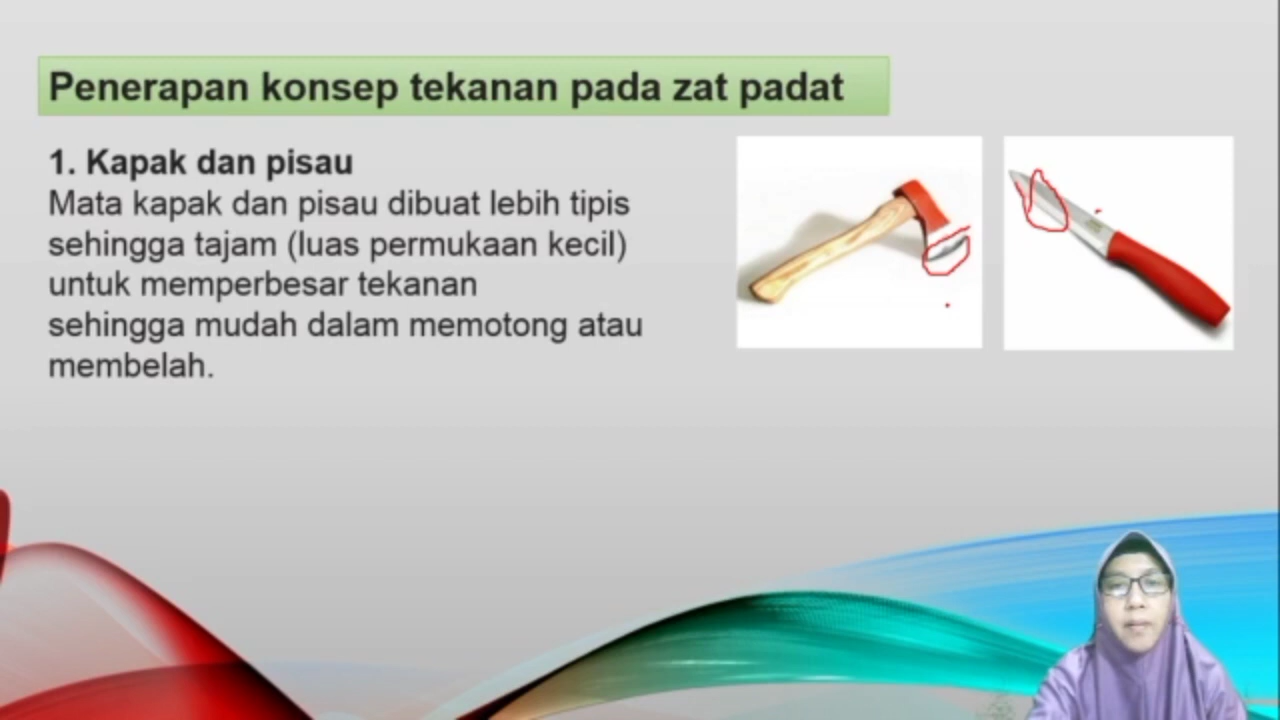 Penerapan konsep tekanan pada zat padat
1. Kapak dan pisau
Mata kapak dan pisau dibuat lebih tipis
sehingga tajam (luas permukaan kecil)
untuk memperbesar tekanan
sehingga mudah dalam memotong atau
membelah.